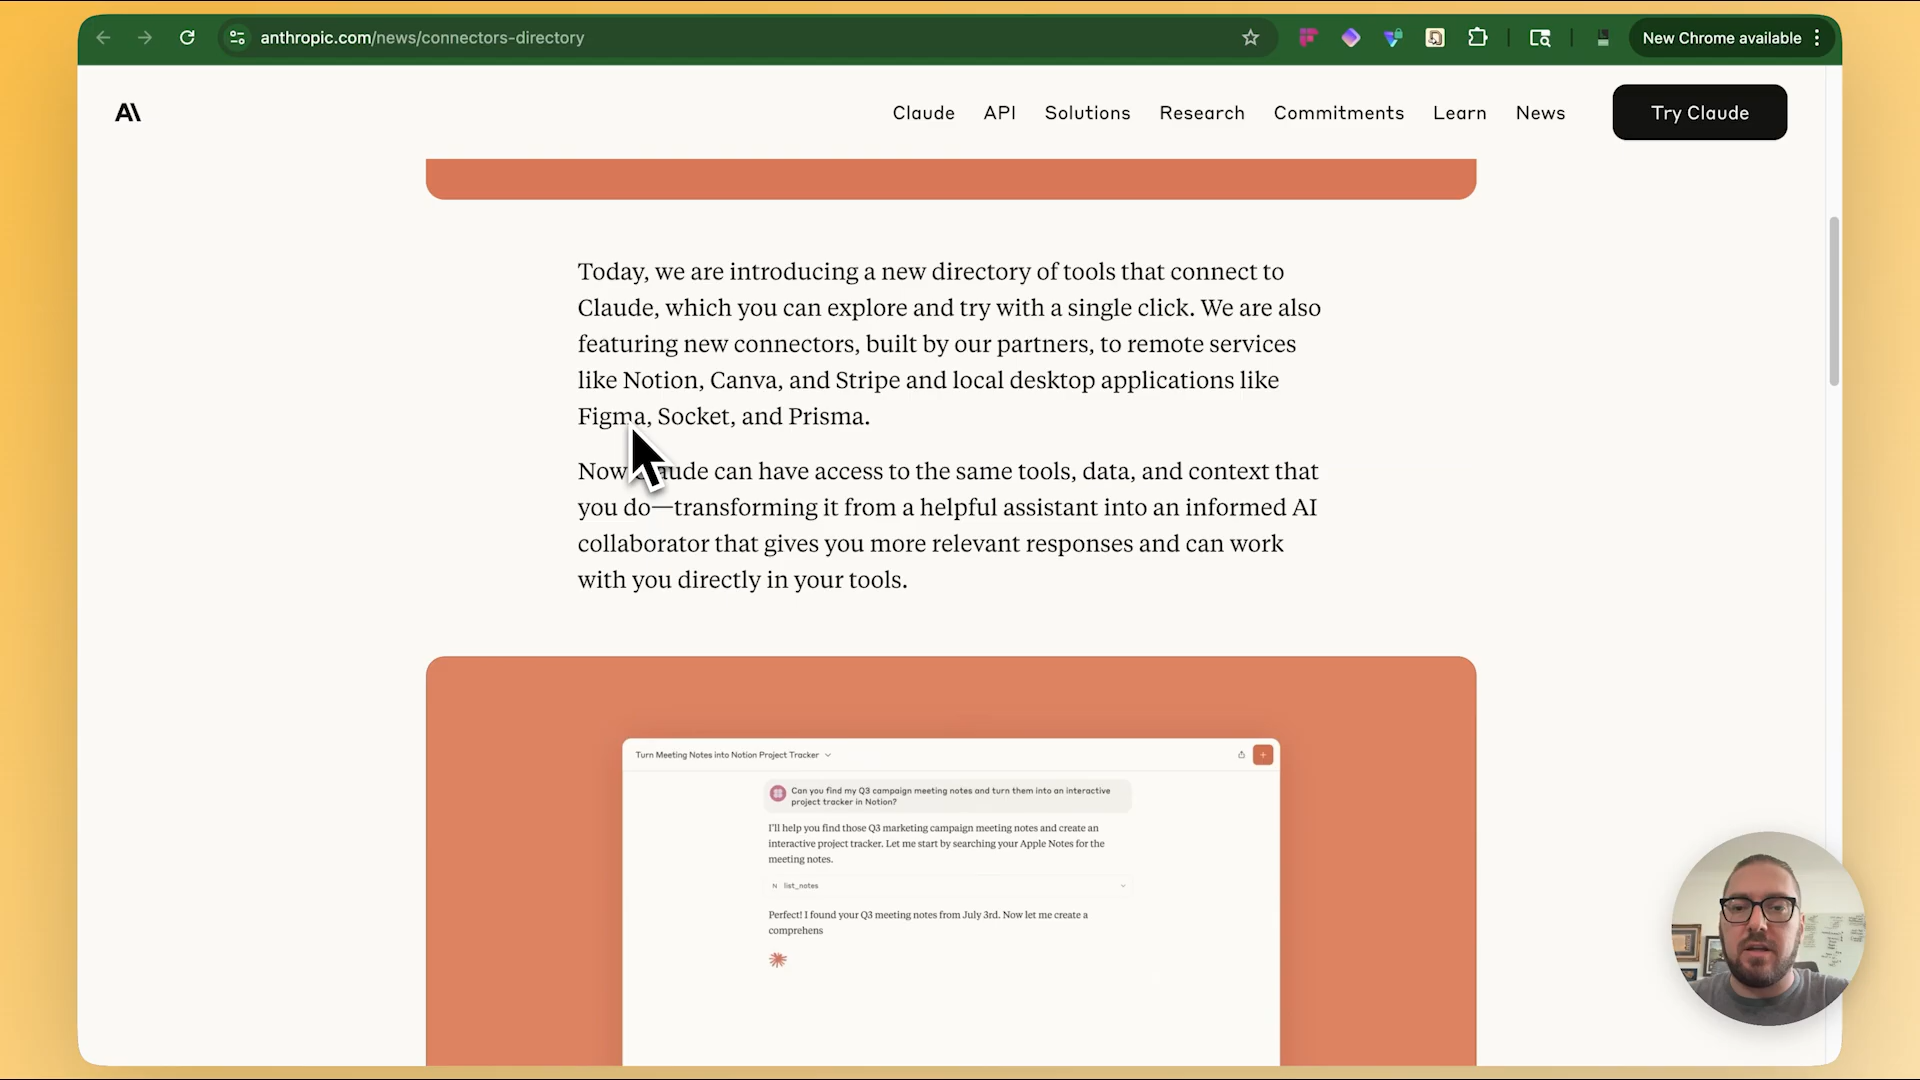 anthropic.com/news/connectors-directory
New Chrome available
A\
Claude
API
Solutions
Research
Commitments
Learn
News
Try Claude
Today, we are introducing a new directory of tools that connect to
Claude, which you can explore and try with a single click. We are also
featuring new connectors, built by our partners, to remote services
like Notion, Canva, and Stripe and local desktop applications like
Figma, Socket, and Prisma.
Now Claude can have access to the same tools, data, and context that
you do—transforming it from a helpful assistant into an informed AI
collaborator that gives you more relevant responses and can work
with you directly in your tools.
Turn Meeting Notes into Notion Project Tracker
Can you find my Q3 campaign meeting notes and turn them into an interactive
project tracker in Notion?
I'll help you find those Q3 marketing campaign meeting notes and create an
interactive project tracker. Let me start by searching your Apple Notes for the
meeting notes.
N list_notes
Perfect! I found your Q3 meeting notes from July 3rd. Now let me create a
comprehens